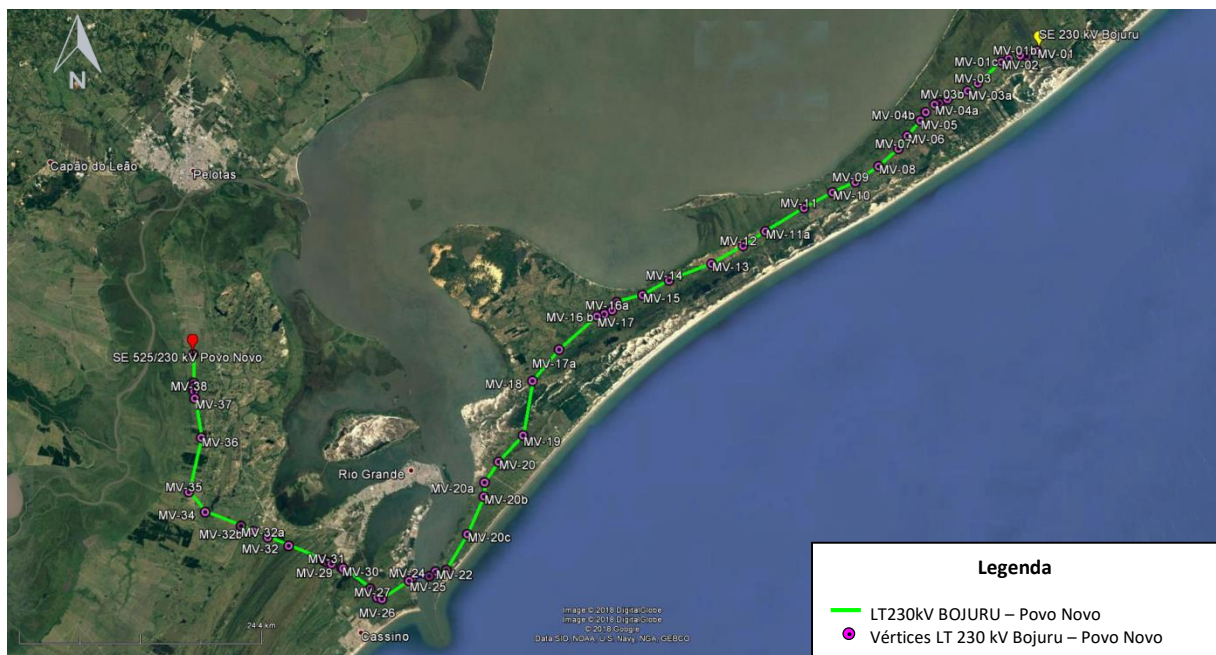 N
SE 230 kV Bojuru
MV-01b
MV-01
MV-01c
MV-02
MV-03
MV-03b
MV-03a
MV-04a
MV-04b
MV-05
MV-06
MV-07
MV-08
MV-09
MV-10
MV-11
MV-11a
MV-12
MV-13
MV-14
MV-15
MV-16a
MV-16 b
MV-17
MV-17a
MV-18
MV-19
MV-20
MV-20a
MV-20b
MV-20c
MV-22
MV-24
MV-25
MV-26
MV-27
MV-30
MV-29
MV-31
MV-32
MV-32a
MV-32b
MV-34
MV-35
MV-36
MV-37
MV-38
SE 525/230 kV Povo Novo
Capão do Leão
Pelotas
Rio Grande
Cassino
24.4 km
Image © 2018 DigitalGlobe
Image © 2018 DigitalGlobe
© 2018 Google
Data SIO, NOAA, U.S. Navy, NGA, GEBCO
Legenda
LT230kV BOJURU – Povo Novo
Vértices LT 230 kV Bojuru – Povo Novo